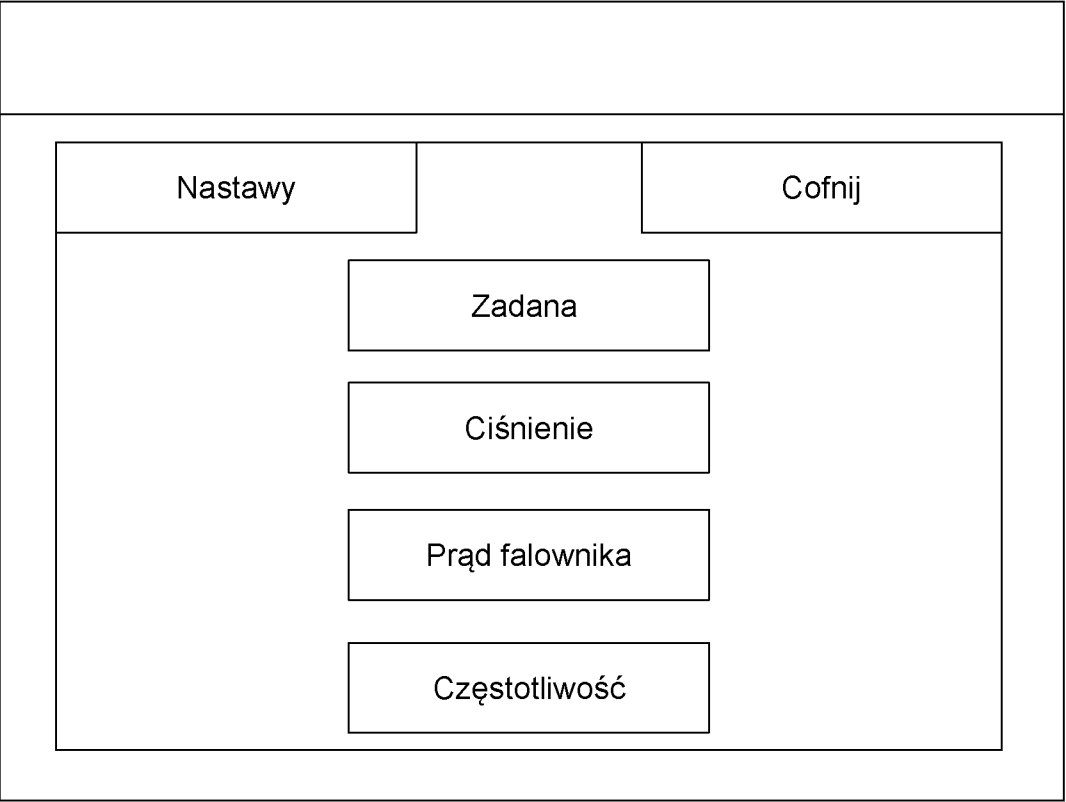 Nastawy
Cofnij
Zadana
Ciśnienie
Prąd falownika
Częstotliwość